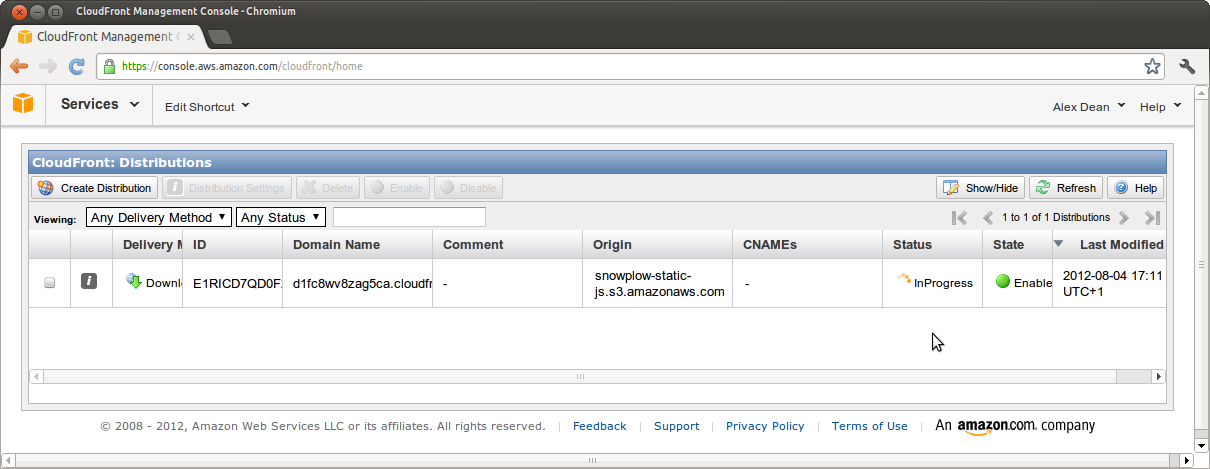 CloudFront Management Console - Chromium
CloudFront Management C
https://console.aws.amazon.com/cloudfront/home
Services Edit Shortcut Alex Dean Help
CloudFront: Distributions
Create Distribution Distribution Settings Delete Enable Disable Show/Hide Refresh Help
Viewing: Any Delivery Method Any Status 1 to 1 of 1 Distributions
Delivery M ID Domain Name Comment Origin CNAMEs Status State Last Modified
Downlo E1RICD7QD0F. d1fc8wv8zag5ca.cloudfr - snowplow-static- - InProgress Enable 2012-08-04 17:11
js.s3.amazonaws.com UTC+1
© 2008 - 2012, Amazon Web Services LLC or its affiliates. All rights reserved. | Feedback | Support | Privacy Policy | Terms of Use | An amazon.com. company